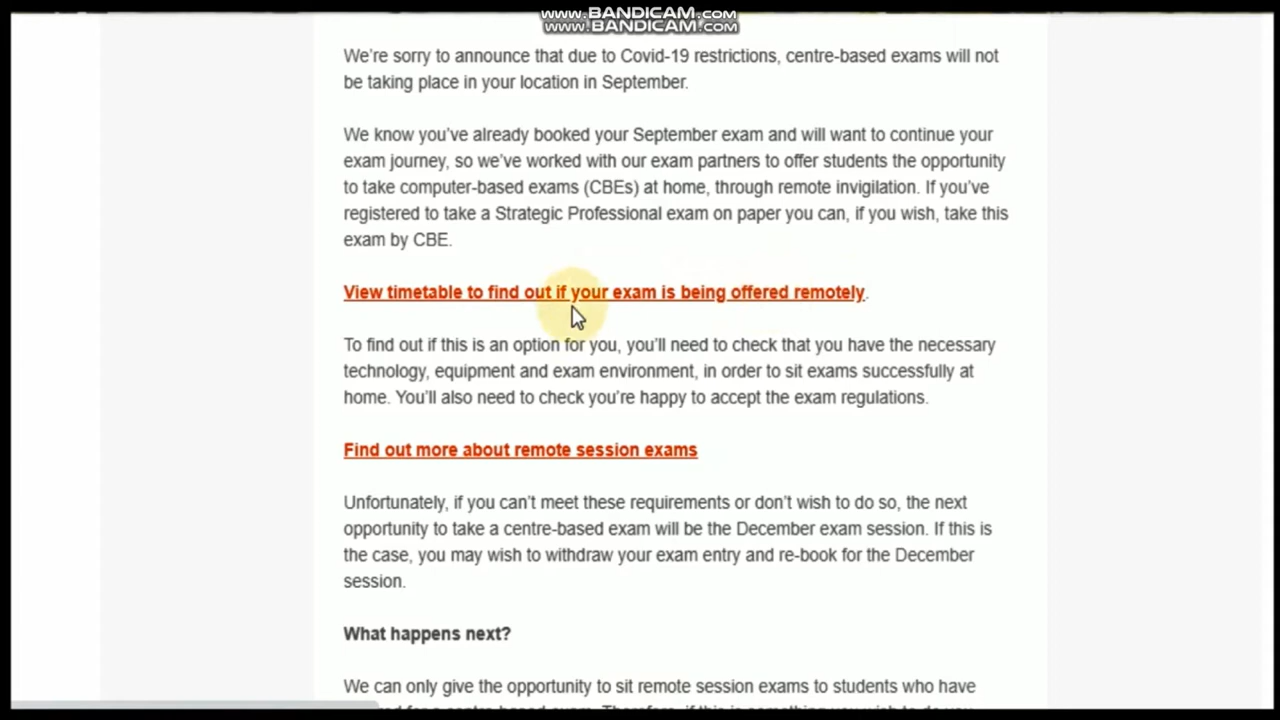 www.BANDICAM.com
www.BANDICAM.com
We're sorry to announce that due to Covid-19 restrictions, centre-based exams will not
be taking place in your location in September.
We know you've already booked your September exam and will want to continue your
exam journey, so we've worked with our exam partners to offer students the opportunity
to take computer-based exams (CBEs) at home, through remote invigilation. If you've
registered to take a Strategic Professional exam on paper you can, if you wish, take this
exam by CBE.
View timetable to find out if your exam is being offered remotely.
To find out if this is an option for you, you'll need to check that you have the necessary
technology, equipment and exam environment, in order to sit exams successfully at
home. You'll also need to check you're happy to accept the exam regulations.
Find out more about remote session exams
Unfortunately, if you can't meet these requirements or don't wish to do so, the next
opportunity to take a centre-based exam will be the December exam session. If this is
the case, you may wish to withdraw your exam entry and re-book for the December
session.
What happens next?
We can only give the opportunity to sit remote session exams to students who have